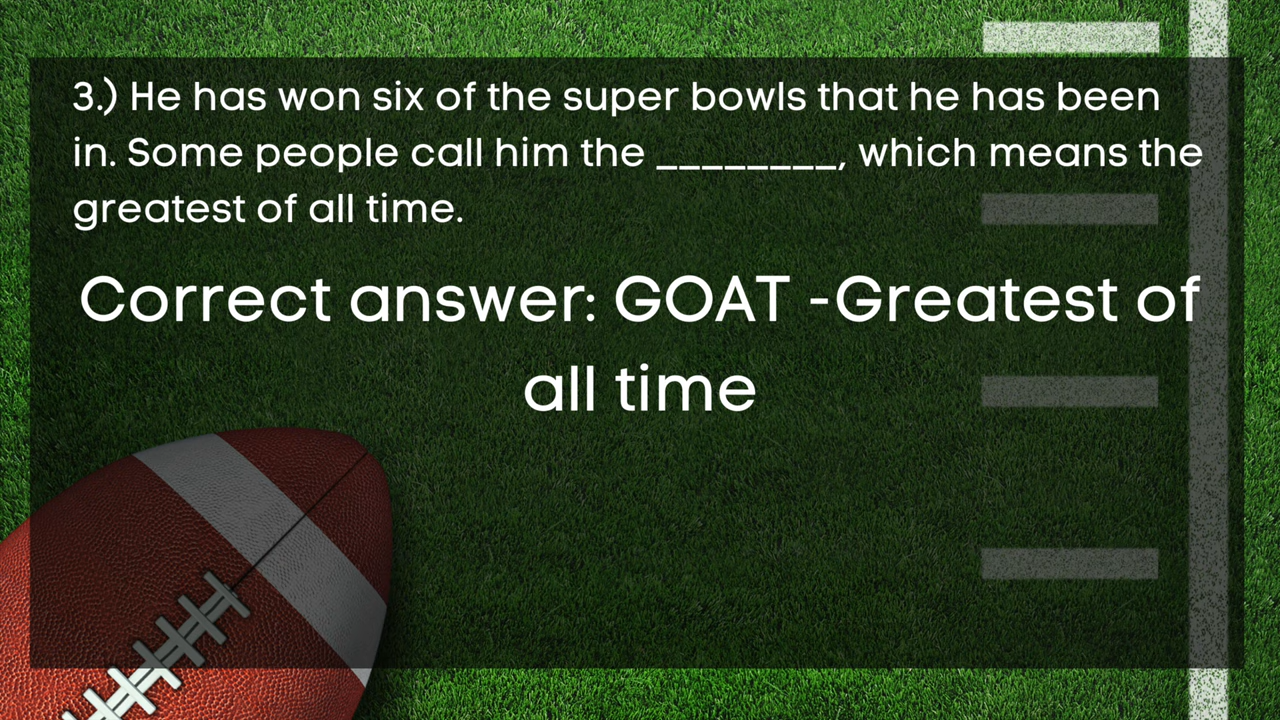 3.) He has won six of the super bowls that he has been
in. Some people call him the ________, which means the
greatest of all time.
Correct answer: GOAT -Greatest of
all time